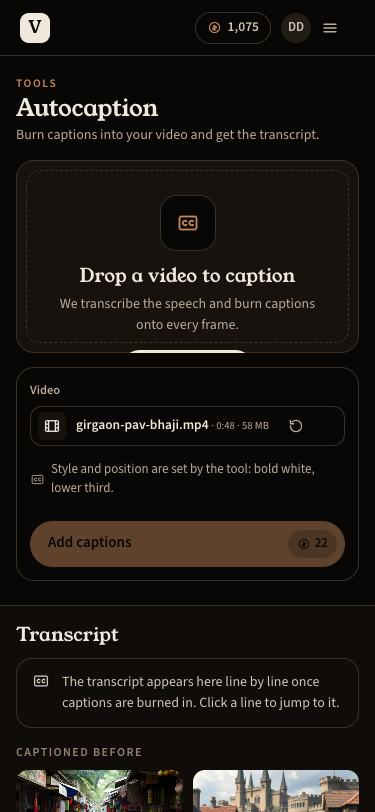 V
1,075
DD
TOOLS
Autocaption
Burn captions into your video and get the transcript.
Drop a video to caption
We transcribe the speech and burn captions
onto every frame.
Video
girgaon-pav-bhaji.mp4 · 0:48 · 58 MB
Style and position are set by the tool: bold white,
lower third.
Add captions
22
Transcript
The transcript appears here line by line once
captions are burned in. Click a line to jump to it.
CAPTIONED BEFORE